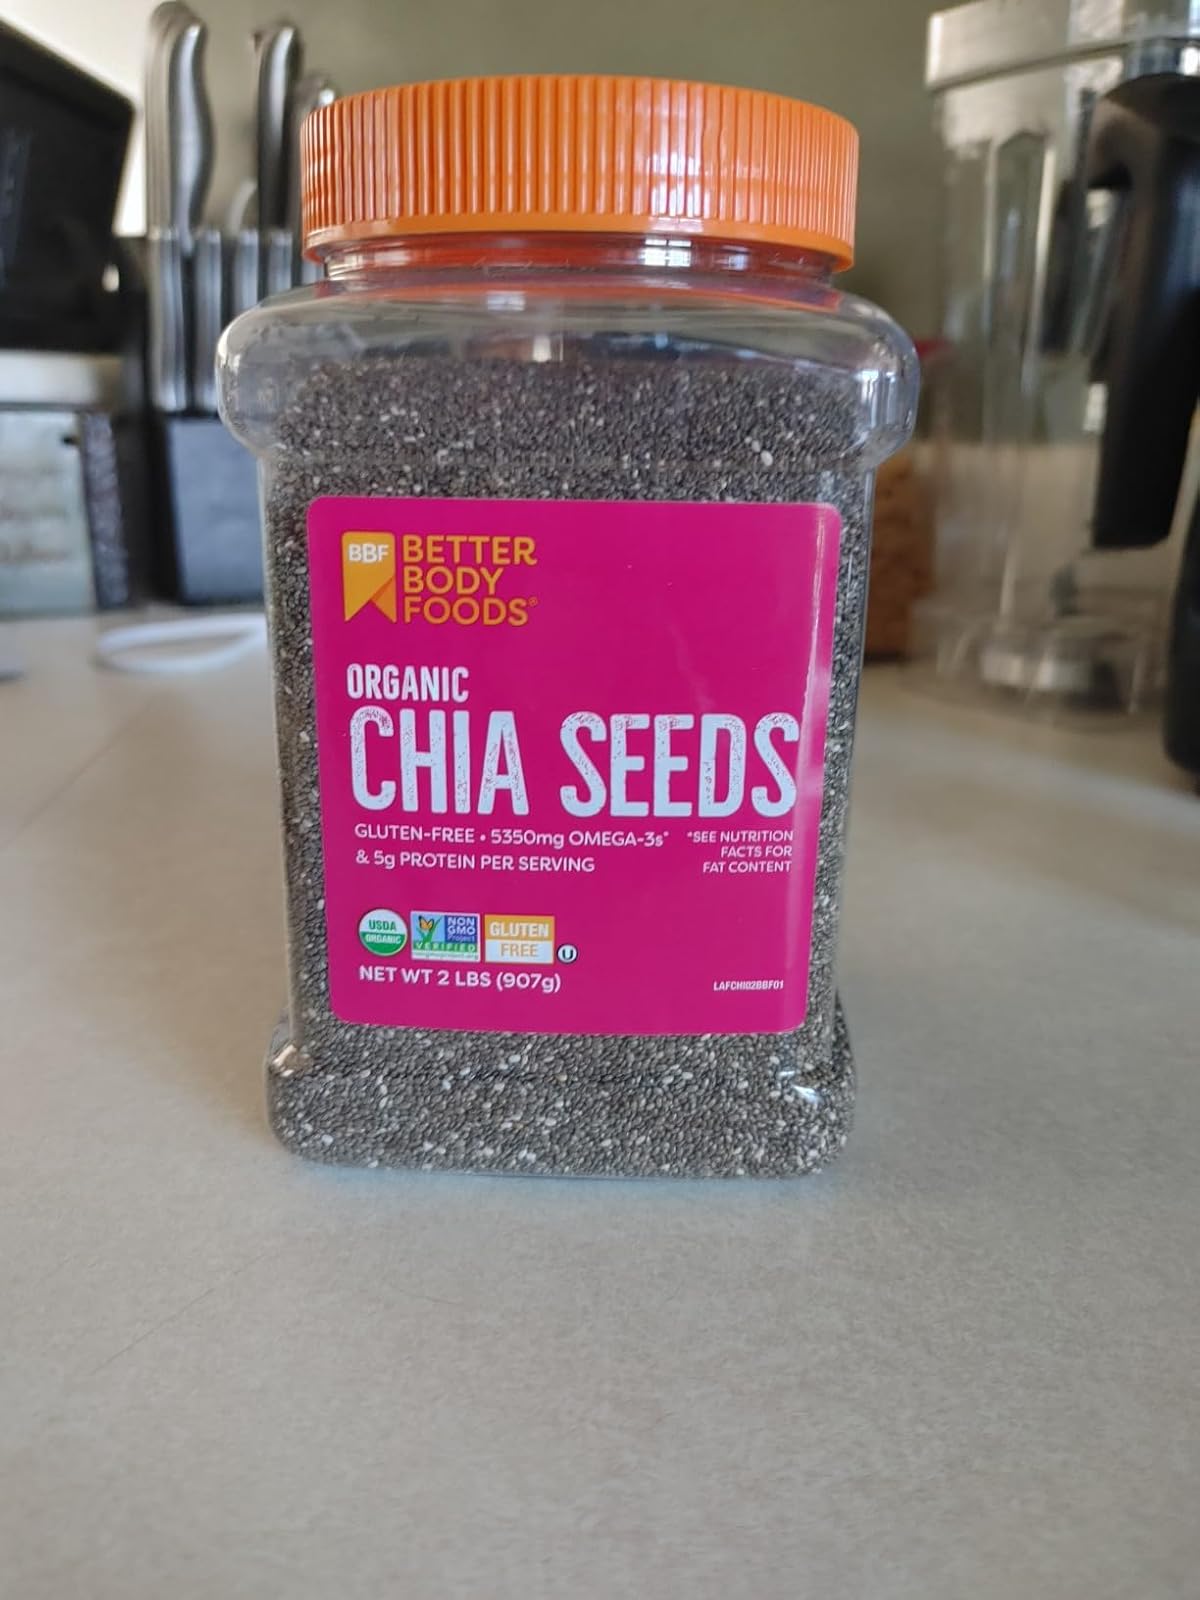 BBF
BETTER
BODY
FOODS®
ORGANIC
CHIA SEEDS
GLUTEN-FREE • 5350mg OMEGA-3s*
& 5g PROTEIN PER SERVING
*SEE NUTRITION
FACTS FOR
FAT CONTENT
USDA
ORGANIC
NON
GMO
Project
VERIFIED
GLUTEN
FREE
U
NET WT 2 LBS (907g)
LAFCHI02BBF01